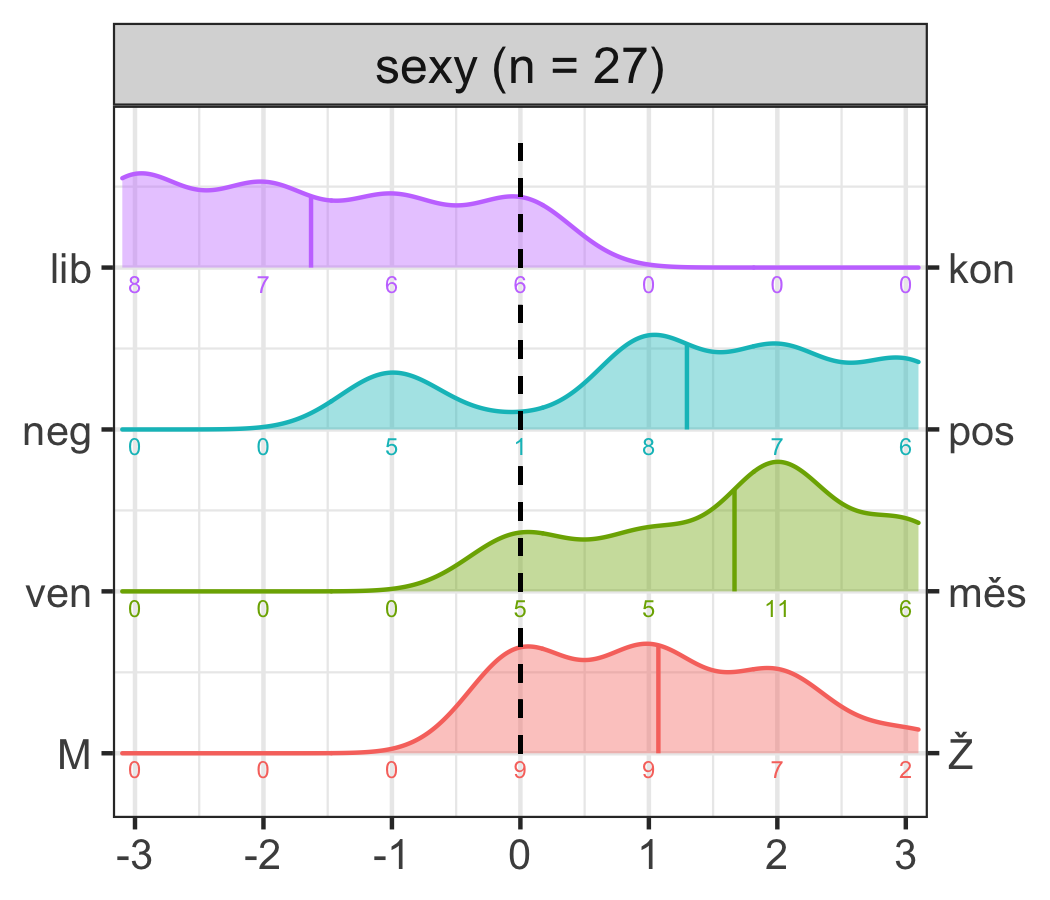 sexy (n = 27)
lib kon
8 7 6 6 0 0 0
neg pos
0 0 5 1 8 7 6
ven měs
0 0 0 5 5 11 6
M Ž
0 0 0 9 9 7 2
-3 -2 -1 0 1 2 3